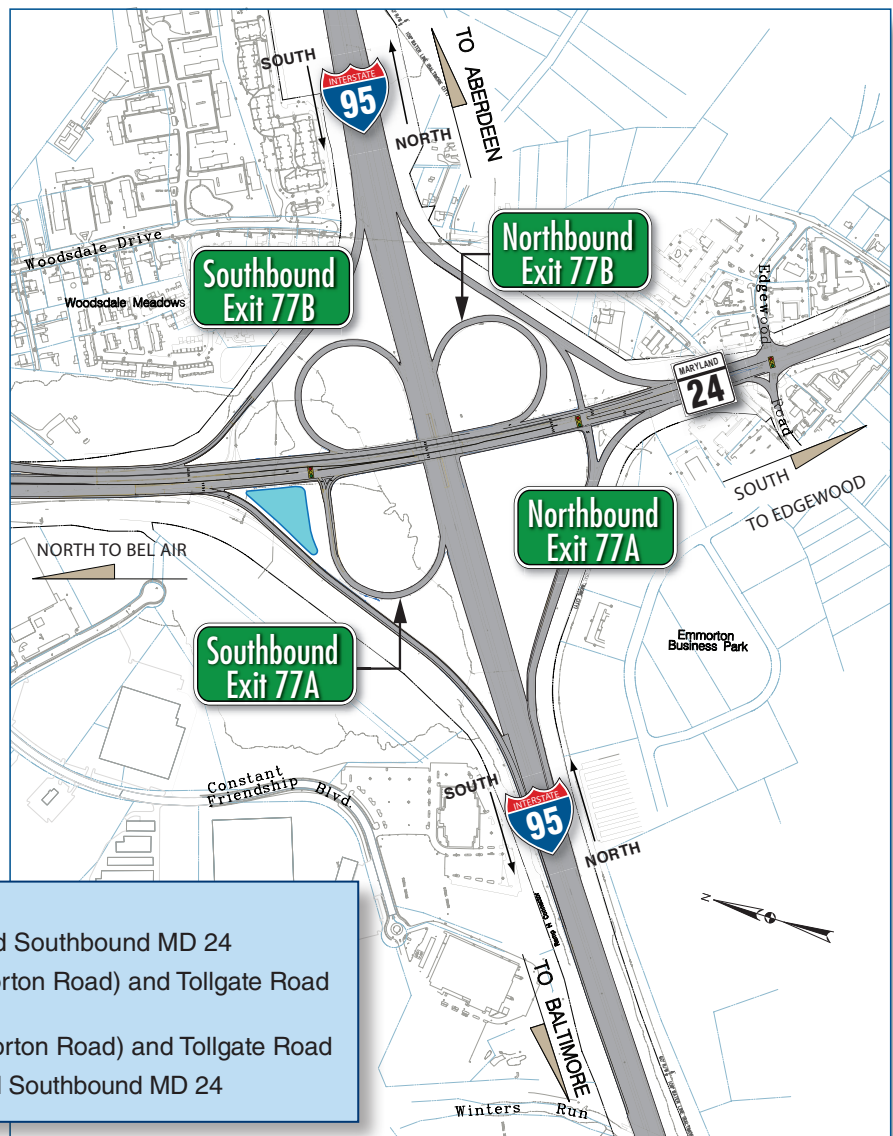 SOUTH
INTERSTATE
95
NORTH
TO ABERDEEN
Woodsdale Drive
Woodsdale Meadows
Southbound
Exit 77B
Northbound
Exit 77B
Edgewood Road
MARYLAND
24
SOUTH
TO EDGEWOOD
NORTH TO BEL AIR
Northbound
Exit 77A
Emmorton
Business Park
Southbound
Exit 77A
Constant
Friendship Blvd
SOUTH
INTERSTATE
95
NORTH
N
TO BALTIMORE
Winters Run
d Southbound MD 24
orton Road) and Tollgate Road
orton Road) and Tollgate Road
d Southbound MD 24